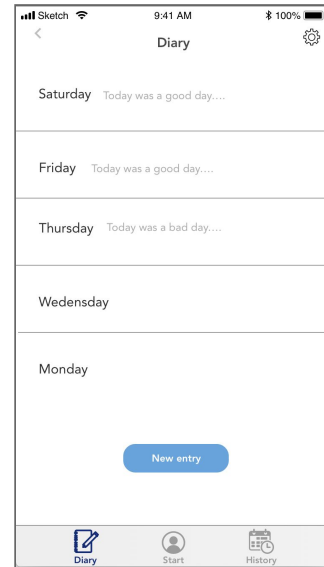 Sketch 9:41 AM 100%
Diary
Saturday Today was a good day....
Friday Today was a good day....
Thursday Today was a bad day....
Wedensday
Monday
New entry
Diary Start History